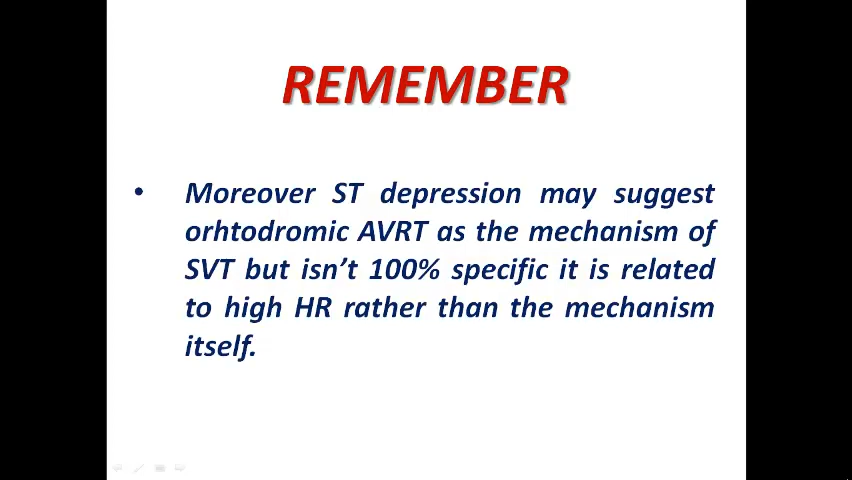 REMEMBER
• Moreover ST depression may suggest
orhtodromic AVRT as the mechanism of
SVT but isn't 100% specific it is related
to high HR rather than the mechanism
itself.